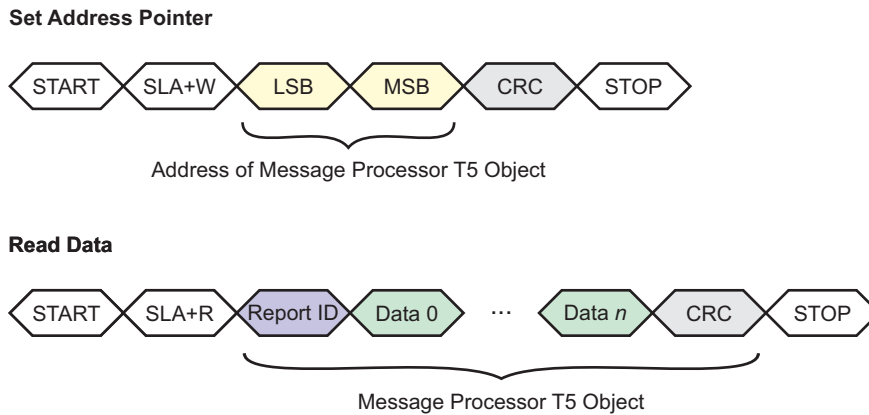 Set Address Pointer
START SLA+W LSB MSB CRC STOP
Address of Message Processor T5 Object
Read Data
START SLA+R Report ID Data 0 ... Data n CRC STOP
Message Processor T5 Object